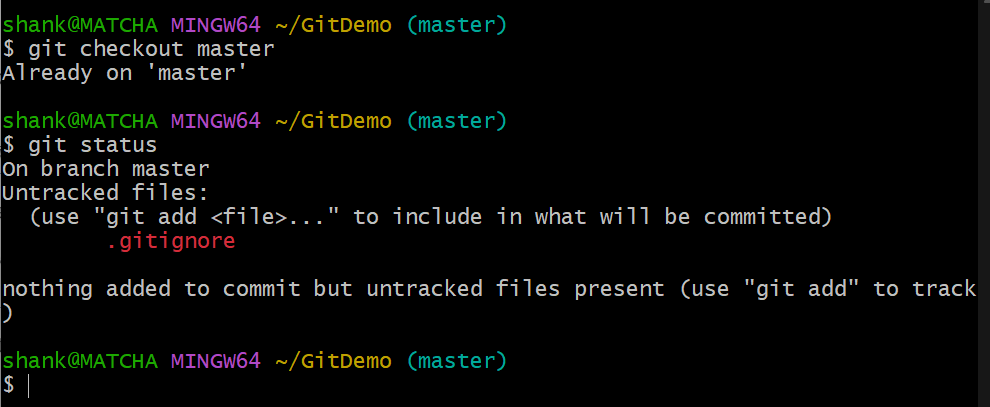 shank@MATCHA MINGW64 ~/GitDemo (master)
$ git checkout master
Already on 'master'
shank@MATCHA MINGW64 ~/GitDemo (master)
$ git status
On branch master
Untracked files:
  (use "git add <file>..." to include in what will be committed)
        .gitignore
nothing added to commit but untracked files present (use "git add" to track
)
shank@MATCHA MINGW64 ~/GitDemo (master)
$